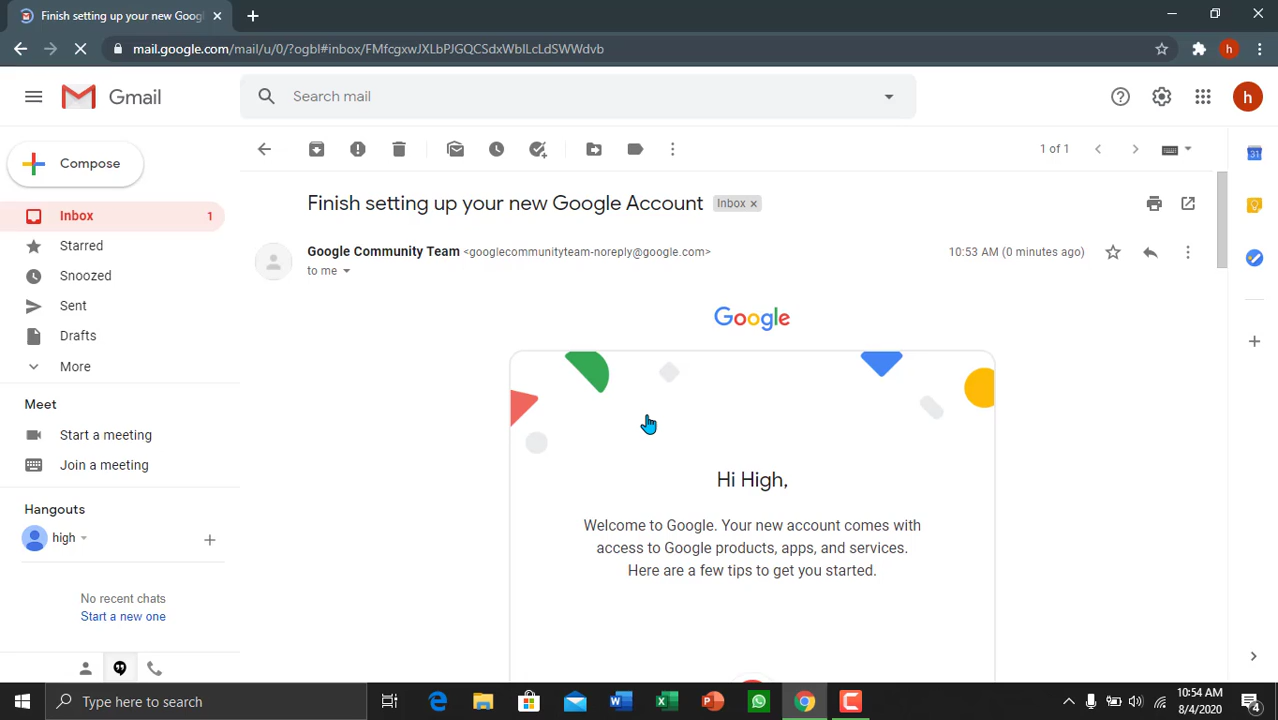 Finish setting up your new Googl
mail.google.com/mail/u/0/?ogbl#inbox/FMfcgxwJXLbPJGQCSdxWblLcLdSWWdvb
h
Gmail
Search mail
h
Compose
1 of 1
Inbox 1
Starred
Snoozed
Sent
Drafts
More
Meet
Start a meeting
Join a meeting
Hangouts
high
No recent chats
Start a new one
Finish setting up your new Google Account Inbox x
Google Community Team <googlecommunityteam-noreply@google.com> 10:53 AM (0 minutes ago)
to me
Google
Hi High,
Welcome to Google. Your new account comes with
access to Google products, apps, and services.
Here are a few tips to get you started.
31
Type here to search
10:54 AM
8/4/2020
4